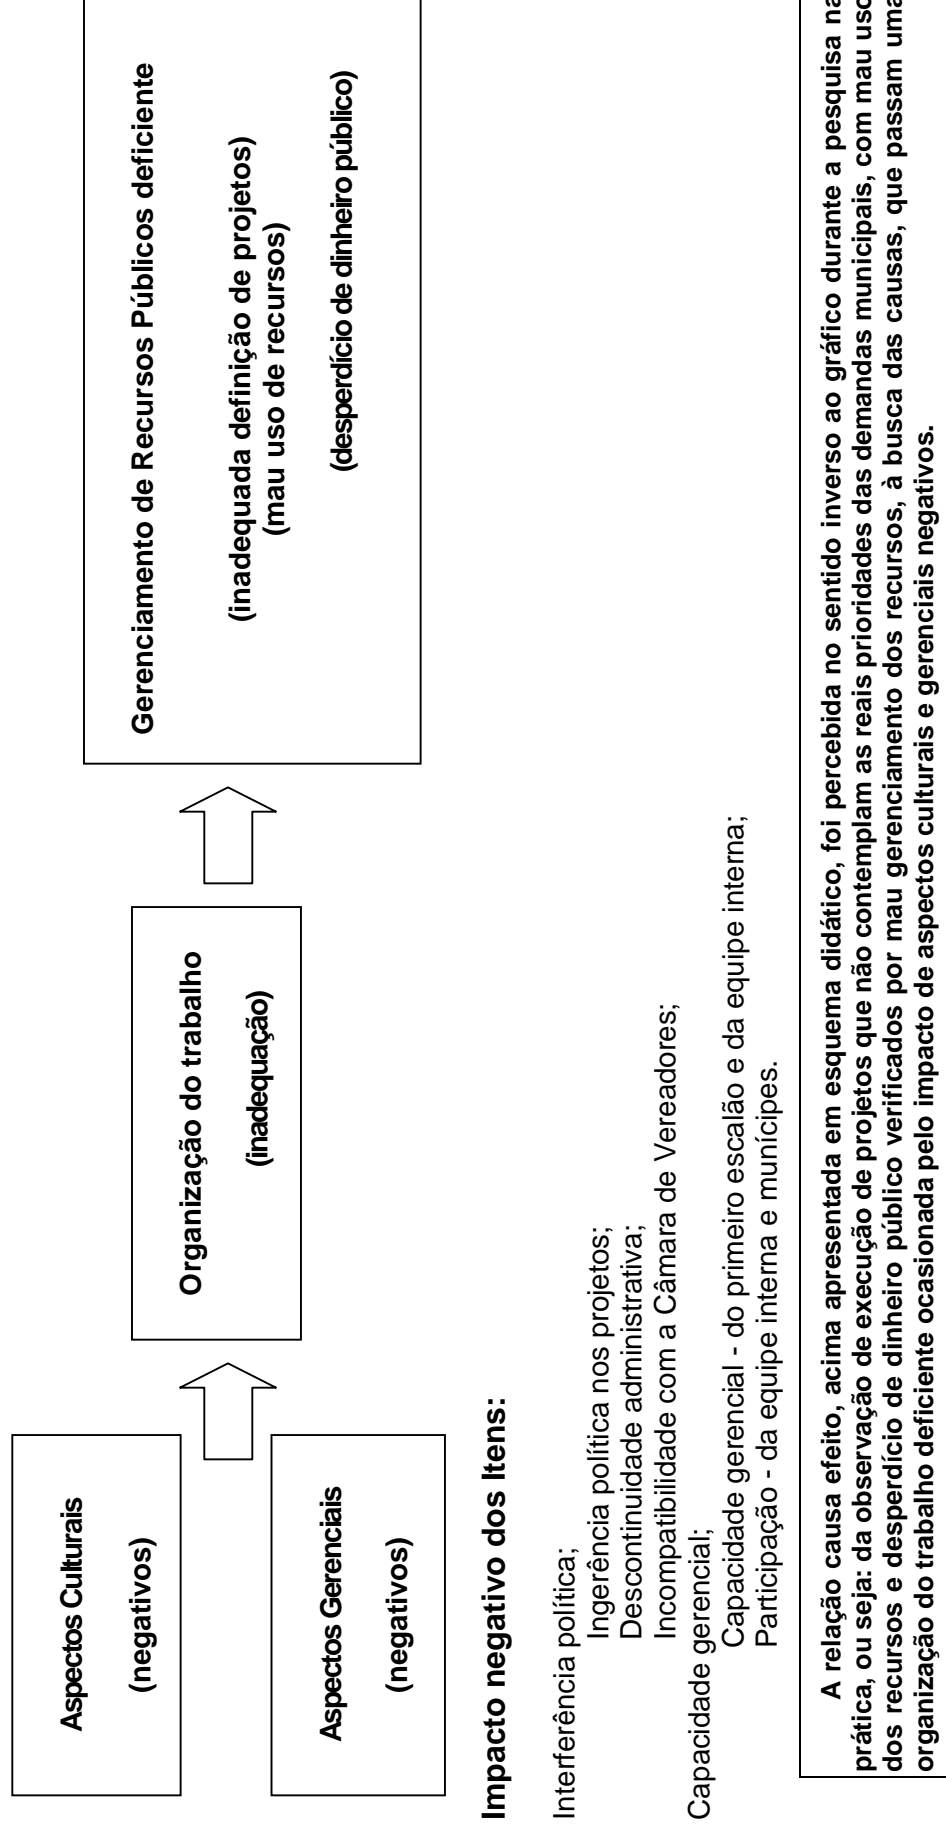 Aspectos Culturais
(negativos)
Aspectos Gerenciais
(negativos)
Organização do trabalho
(inadequação)
Gerenciamento de Recursos Públicos deficiente
(inadequada definição de projetos)
(mau uso de recursos)
(desperdício de dinheiro público)
Impacto negativo dos Itens:
Interferência política;
Ingerência política nos projetos;
Descontinuidade administrativa;
Incompatibilidade com a Câmara de Vereadores;
Capacidade gerencial;
Capacidade gerencial - do primeiro escalão e da equipe interna;
Participação - da equipe interna e munícipes.
A relação causa efeito, acima apresentada em esquema didático, foi percebida no sentido inverso ao gráfico durante a pesquisa na
prática, ou seja: da observação de execução de projetos que não contemplam as reais prioridades das demandas municipais, com mau uso
dos recursos e desperdício de dinheiro público verificados por mau gerenciamento dos recursos, à busca das causas, que passam uma
organização do trabalho deficiente ocasionada pelo impacto de aspectos culturais e gerenciais negativos.